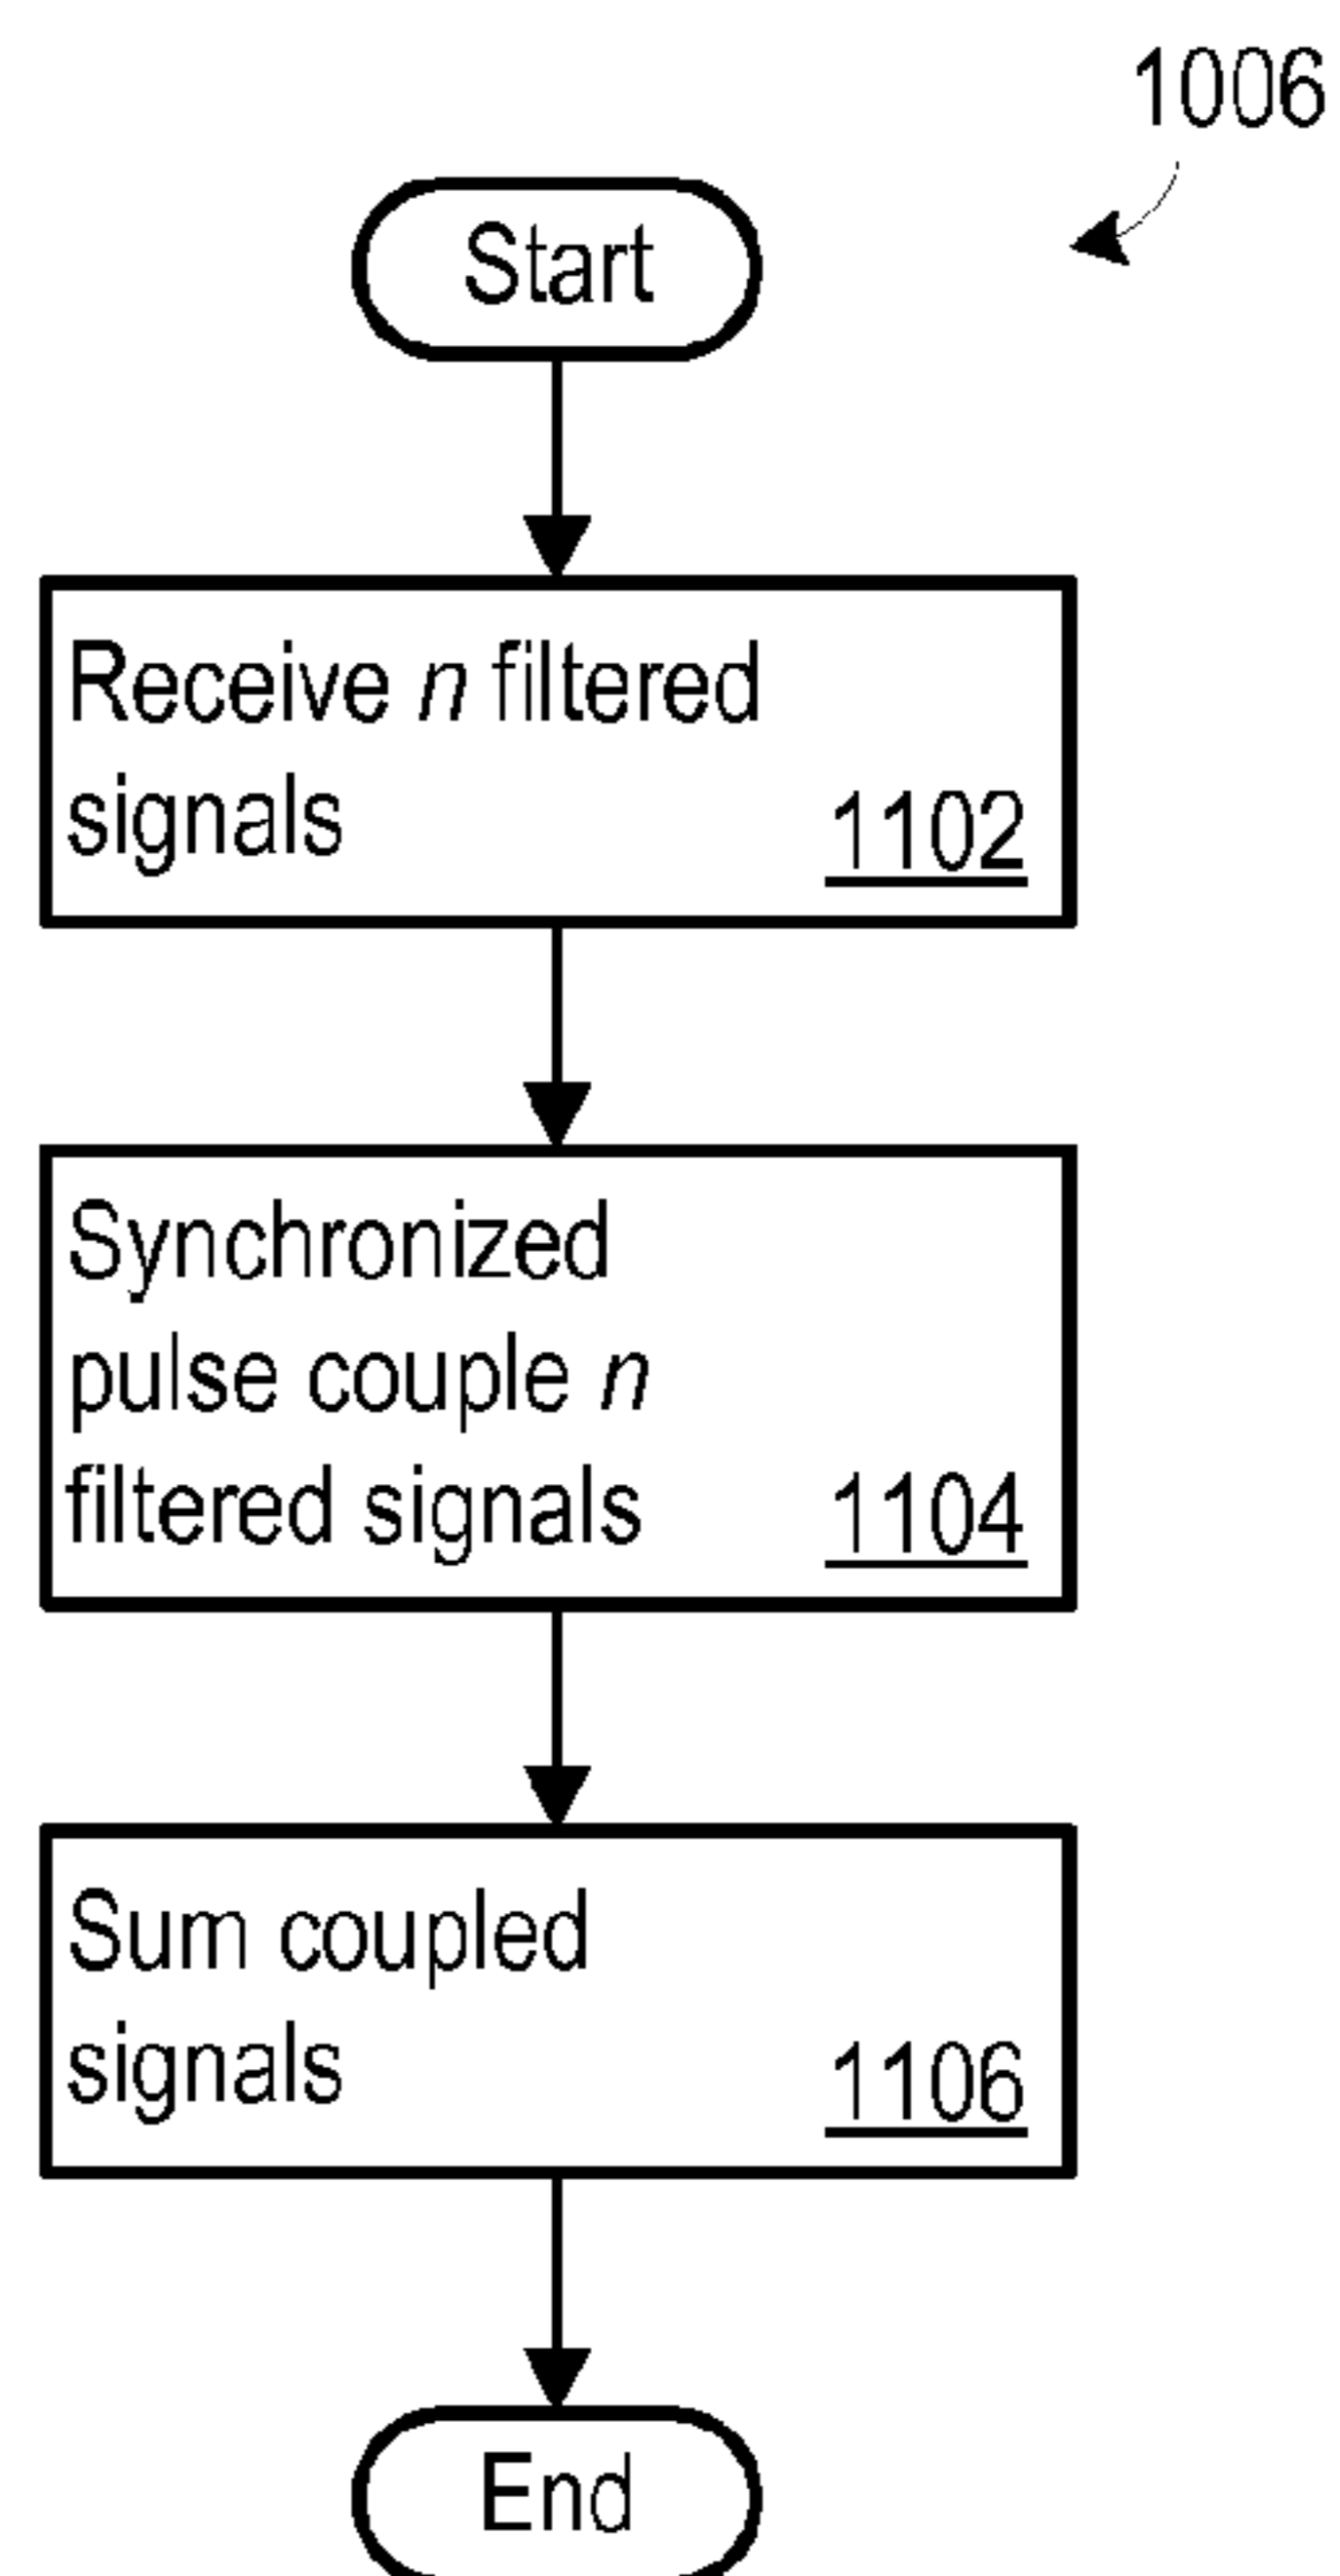 1006
Start
Receive n filtered
signals
1102
Synchronized
pulse couple n
filtered signals
1104
Sum coupled
signals
1106
End